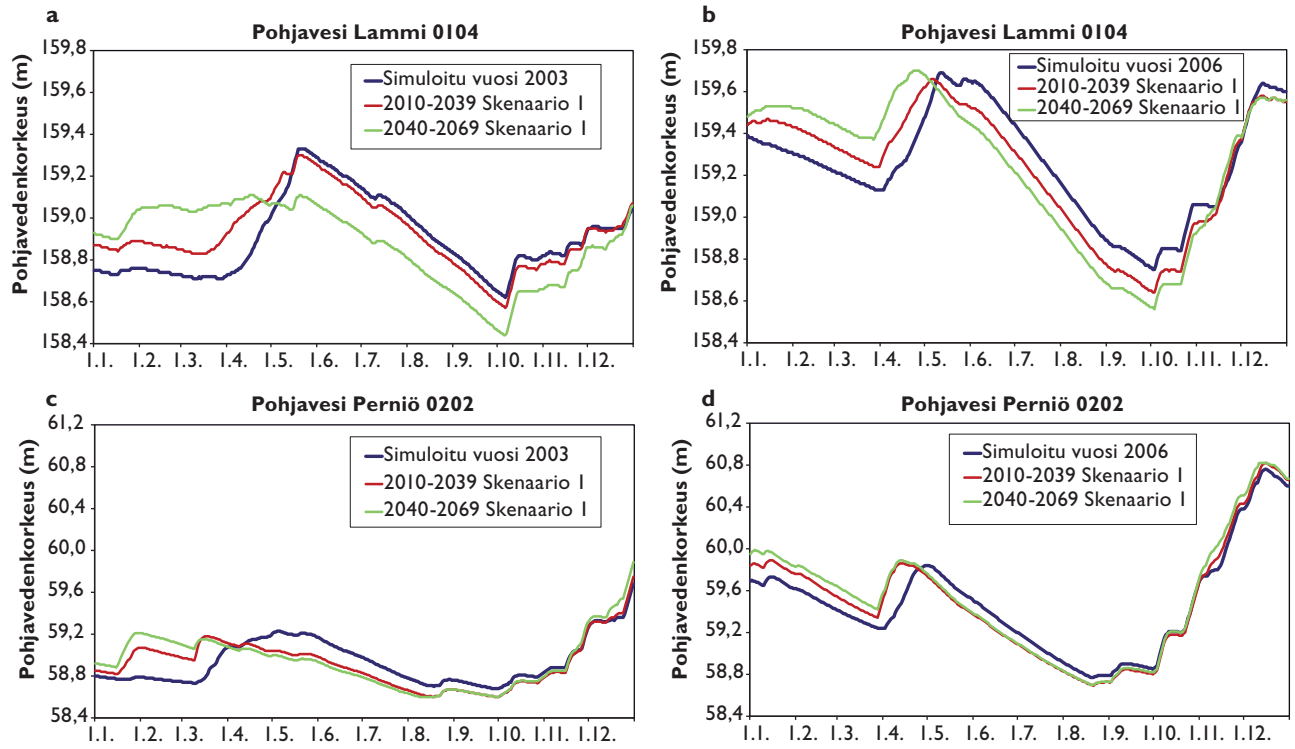 a
Pohjavesi Lammi 0104
Pohjavedenkorkeus (m)
159,8
159,6
159,4
159,2
159,0
158,8
158,6
158,4
Simuloitu vuosi 2003
2010-2039 Skenaario 1
2040-2069 Skenaario 1
1.1. 1.2. 1.3. 1.4. 1.5. 1.6. 1.7. 1.8. 1.9. 1.10. 1.11. 1.12.
b
Pohjavesi Lammi 0104
Pohjavedenkorkeus (m)
159,8
159,6
159,4
159,2
159,0
158,8
158,6
158,4
Simuloitu vuosi 2006
2010-2039 Skenaario 1
2040-2069 Skenaario 1
1.1. 1.2. 1.3. 1.4. 1.5. 1.6. 1.7. 1.8. 1.9. 1.10. 1.11. 1.12.
c
Pohjavesi Perniö 0202
Pohjavedenkorkeus (m)
61,2
60,8
60,4
60,0
59,6
59,2
58,8
58,4
Simuloitu vuosi 2003
2010-2039 Skenaario 1
2040-2069 Skenaario 1
1.1. 1.2. 1.3. 1.4. 1.5. 1.6. 1.7. 1.8. 1.9. 1.10. 1.11. 1.12.
d
Pohjavesi Perniö 0202
Pohjavedenkorkeus (m)
61,2
60,8
60,4
60,0
59,6
59,2
58,8
58,4
Simuloitu vuosi 2006
2010-2039 Skenaario 1
2040-2069 Skenaario 1
1.1. 1.2. 1.3. 1.4. 1.5. 1.6. 1.7. 1.8. 1.9. 1.10. 1.11. 1.12.